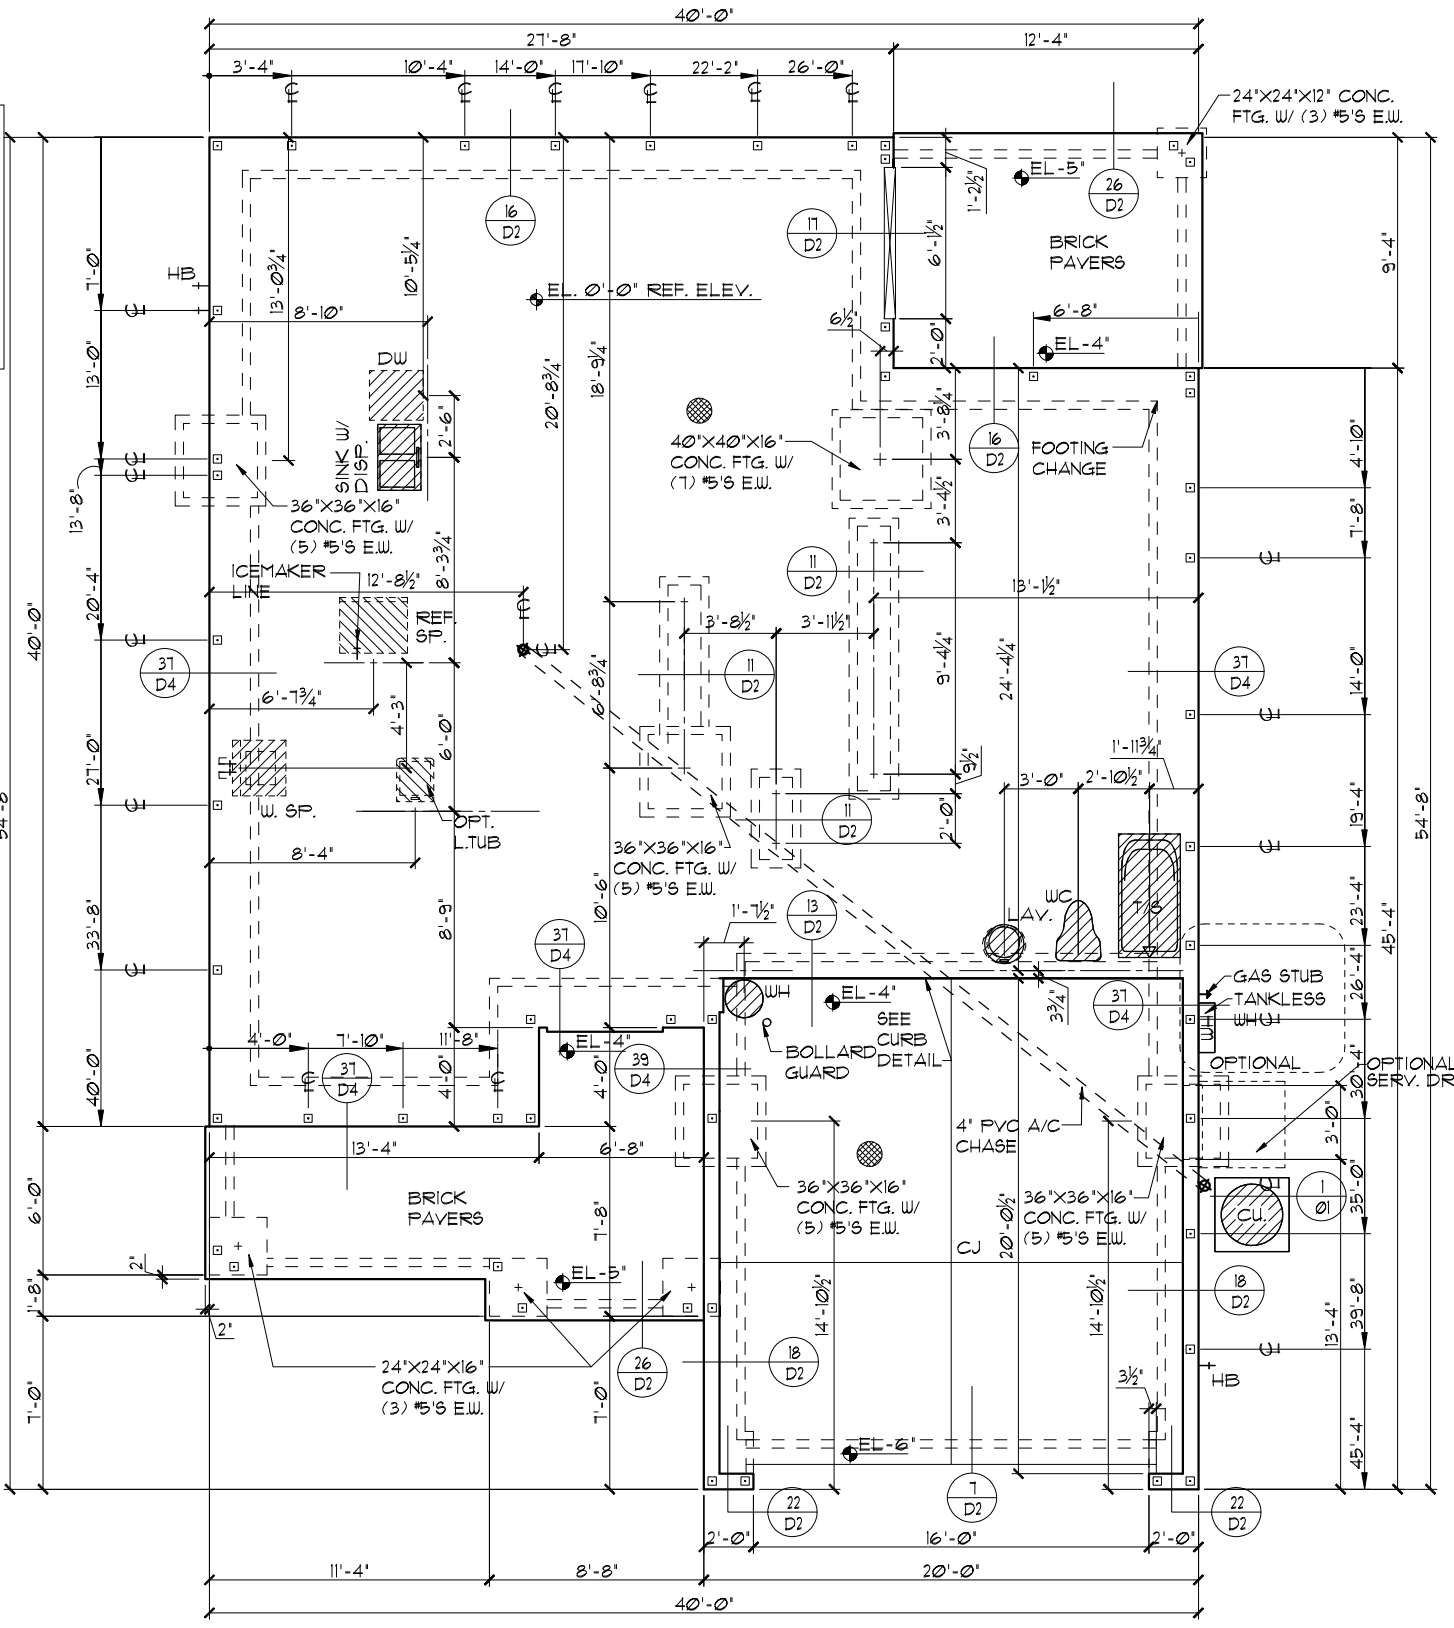 40'-0"
27'-8"
12'-4"
3'-4"
10'-4"
14'-0"
17'-10"
22'-2"
26'-0"
24"X24"X12" CONC.
FTG. W/ (3) #5'S E.W.
EL-5"
1'-2½"
26
D2
16
D2
17
D2
BRICK
PAVERS
6'-1½"
9'-4"
7'-0"
HB
13'-0¾"
10'-5¼"
EL. 0'-0" REF. ELEV.
8'-10"
6½"
6'-8"
2'-0"
EL-4"
DW
13'-0"
20'-8¾"
18'-9¼"
2'-6"
3'-8¼"
SINK W/
DISP.
40"X40"X16"
CONC. FTG. W/
(7) #5'S E.W.
16
D2
FOOTING
CHANGE
4'-10"
13'-8"
36"X36"X16"
CONC. FTG. W/
(5) #5'S E.W.
3'-4½"
7'-8"
8'-3¾"
ICEMAKER
LINE
12'-8½"
11
D2
13'-1½"
20'-4"
40'-0"
REF.
SP.
3'-8½"
3'-11½"
37
D4
11
D2
9'-4¼"
24'-4¼"
37
D4
14'-0"
6'-7¾"
4'-3"
6'-8¾"
6'-0"
1'-11¾"
9½"
3'-0"
2'-10½"
27'-0"
54'-8"
W. SP.
OPT.
L.TUB
11
D2
2'-0"
19'-4"
54'-8"
8'-4"
36"X36"X16"
CONC. FTG. W/
(5) #5'S E.W.
10'-6"
8'-9"
1'-7½"
13
D2
LAV.
WC
T/S
23'-4"
33'-8"
37
D4
45'-4"
WH
EL-4"
SEE
CURB
DETAIL
3¾"
37
D4
GAS STUB
TANKLESS
WH
WH
26'-4"
4'-0"
7'-10"
11'-8"
EL-4"
39
D4
BOLLARD
GUARD
OPTIONAL
OPTIONAL
SERV. DR
30'-4"
37
D4
40'-0"
4'-0"
4'-0"
4" PVC A/C
CHASE
3'-0"
13'-4"
6'-8"
BRICK
PAVERS
6'-0"
7'-8"
36"X36"X16"
CONC. FTG. W/
(5) #5'S E.W.
36"X36"X16"
CONC. FTG. W/
(5) #5'S E.W.
20'-0½"
CJ
C.U.
1
01
35'-0"
2"
1'-8"
2"
EL-5"
14'-10½"
14'-10½"
18
D2
13'-4"
39'-8"
24"X24"X16"
CONC. FTG. W/
(3) #5'S E.W.
26
D2
18
D2
3½"
HB
7'-0"
7'-0"
EL-6"
45'-4"
22
D2
7
D2
22
D2
2'-0"
16'-0"
2'-0"
11'-4"
8'-8"
20'-0"
40'-0"